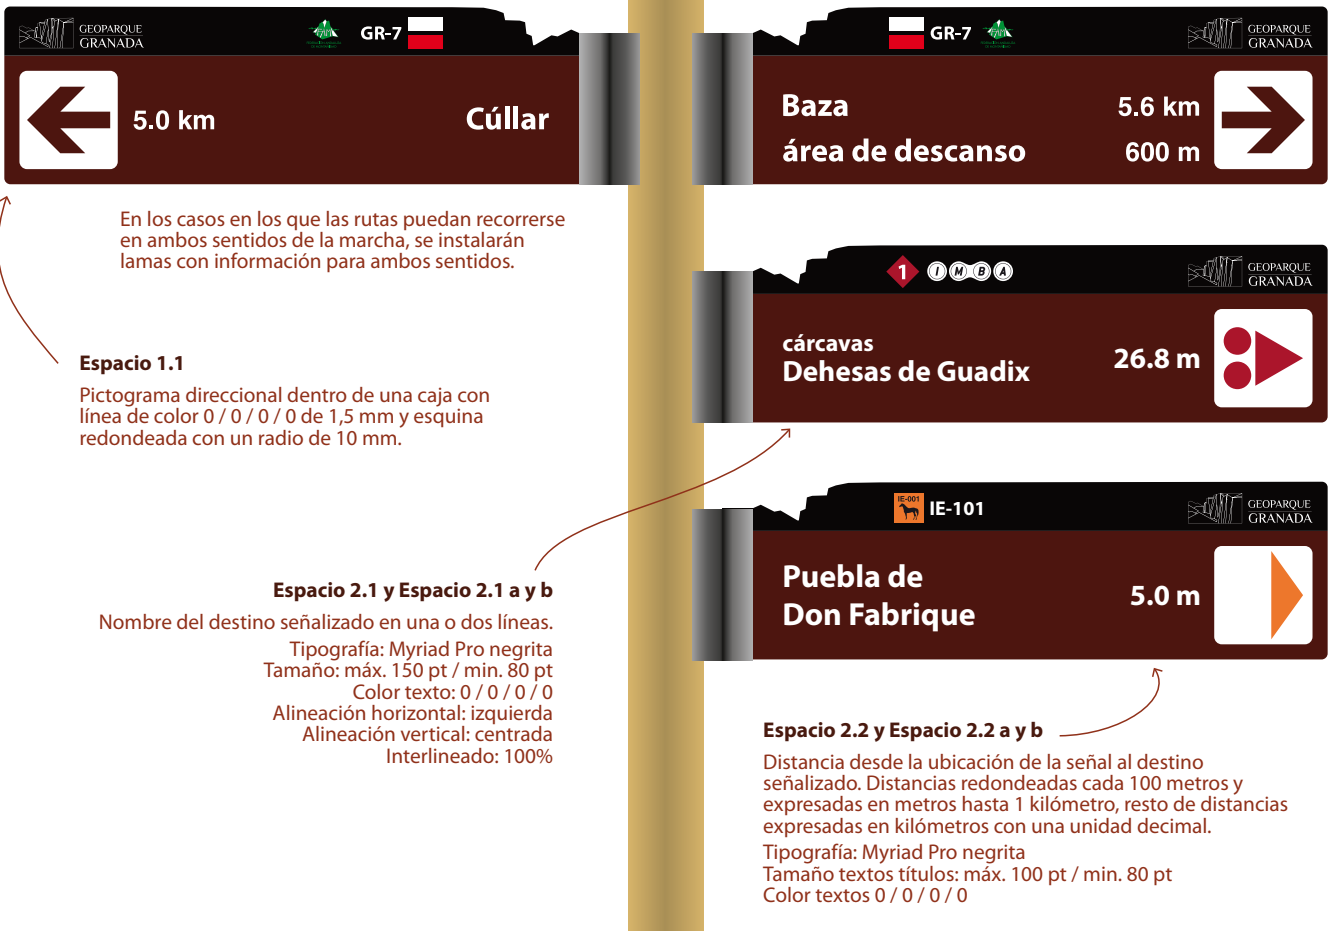 GEOPARQUE
GRANADA
GR-7
5.0 km
Cúllar
GR-7
GEOPARQUE
GRANADA
Baza
5.6 km
área de descanso
600 m
En los casos en los que las rutas puedan recorrerse
en ambos sentidos de la marcha, se instalarán
lamas con información para ambos sentidos.
1 I M B A
GEOPARQUE
GRANADA
cárcavas
Dehesas de Guadix
26.8 m
Espacio 1.1
Pictograma direccional dentro de una caja con
línea de color 0 / 0 / 0 / 0 de 1,5 mm y esquina
redondeada con un radio de 10 mm.
IE-001
IE-101
GEOPARQUE
GRANADA
Puebla de
Don Fabrique
5.0 m
Espacio 2.1 y Espacio 2.1 a y b
Nombre del destino señalizado en una o dos líneas.
Tipografía: Myriad Pro negrita
Tamaño: máx. 150 pt / min. 80 pt
Color texto: 0 / 0 / 0 / 0
Alineación horizontal: izquierda
Alineación vertical: centrada
Interlineado: 100%
Espacio 2.2 y Espacio 2.2 a y b
Distancia desde la ubicación de la señal al destino
señalizado. Distancias redondeadas cada 100 metros y
expresadas en metros hasta 1 kilómetro, resto de distancias
expresadas en kilómetros con una unidad decimal.
Tipografía: Myriad Pro negrita
Tamaño textos títulos: máx. 100 pt / min. 80 pt
Color textos 0 / 0 / 0 / 0